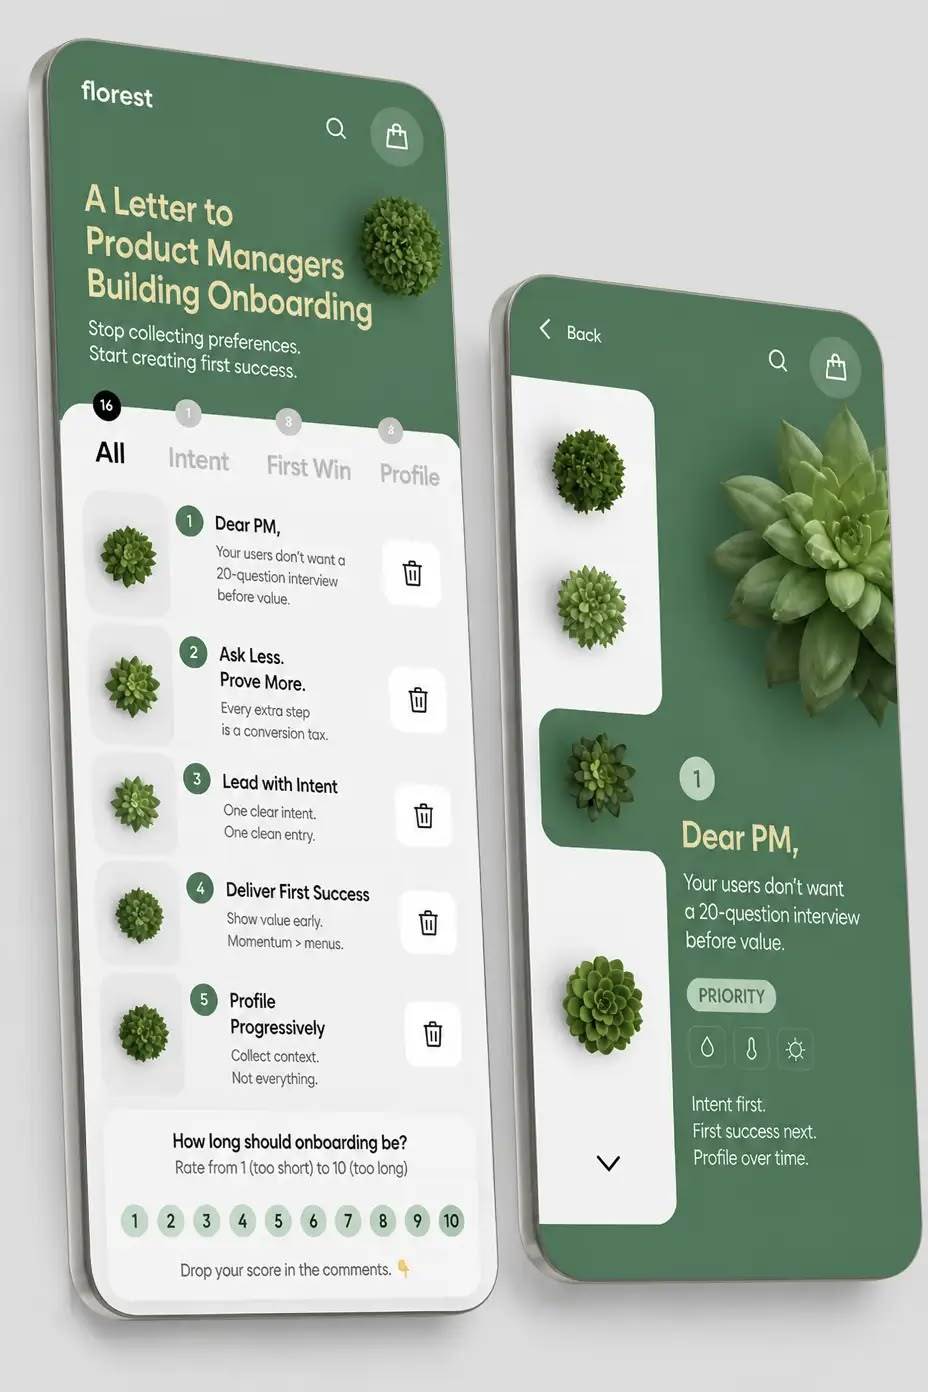 florest
A Letter to
Product Managers
Building Onboarding
Stop collecting preferences.
Start creating first success.
16
1
8
All
Intent
First Win
Profile
1
Dear PM,
Your users don't want a
20-question interview
before value.
2
Ask Less.
Prove More.
Every extra step
is a conversion tax.
3
Lead with Intent
One clear intent.
One clean entry.
4
Deliver First Success
Show value early.
Momentum > menus.
5
Profile
Progressively
Collect context.
Not everything.
How long should onboarding be?
Rate from 1 (too short) to 10 (too long)
1 2 3 4 5 6 7 8 9 10
Drop your score in the comments. 👇
Back
1
Dear PM,
Your users don't want
a 20-question interview
before value.
PRIORITY
Intent first.
First success next.
Profile over time.